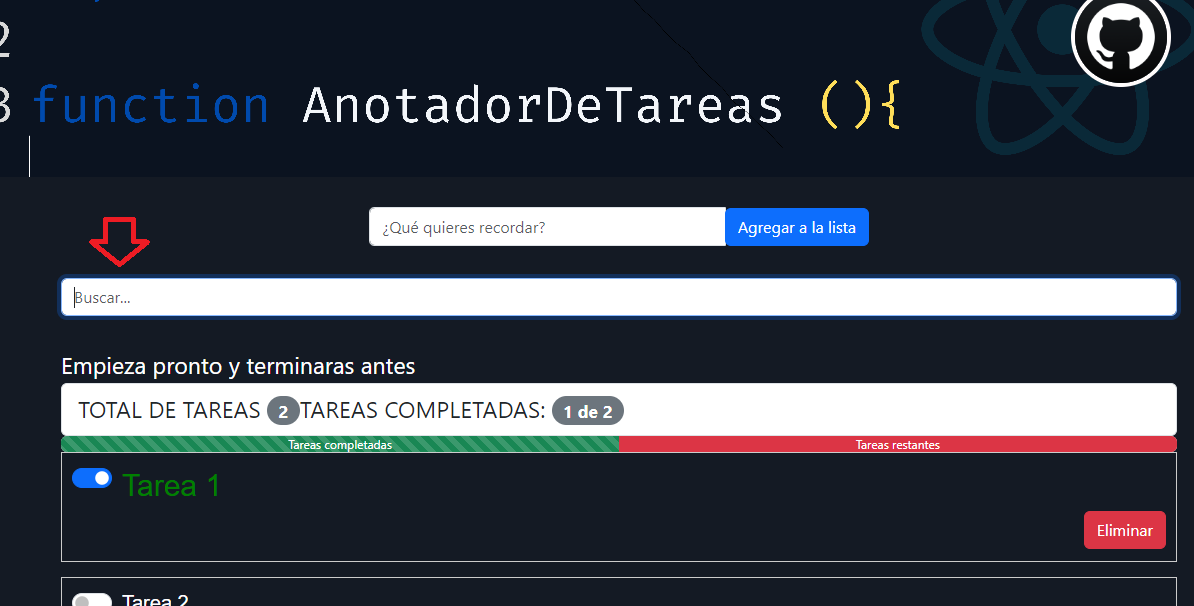 2
3 function AnotadorDeTareas (){
¿Qué quieres recordar? Agregar a la lista
Buscar...
Empieza pronto y terminaras antes
TOTAL DE TAREAS 2 TAREAS COMPLETADAS: 1 de 2
Tareas completadas Tareas restantes
Tarea 1
Eliminar
Tarea 2